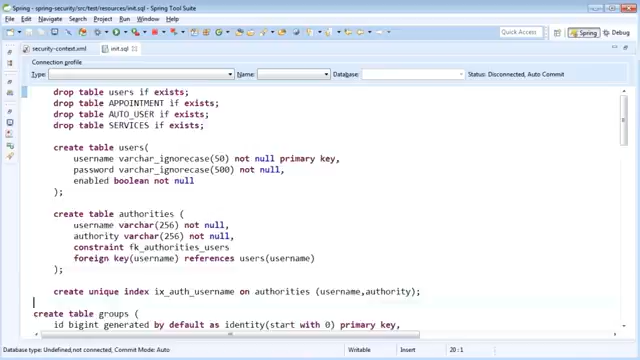 Spring - spring-security/src/test/resources/init.sql - Spring Tool Suite
File Edit Navigate Search Project Run Window Help
Quick Access
Spring
Debug
security-context.xml
init.sql
Connection profile
Type:
Name:
Database:
Status: Disconnected, Auto Commit
drop table users if exists;
drop table APPOINTMENT if exists;
drop table AUTO_USER if exists;
drop table SERVICES if exists;
create table users(
username varchar_ignorecase(50) not null primary key,
password varchar_ignorecase(500) not null,
enabled boolean not null
);
create table authorities (
username varchar(256) not null,
authority varchar(256) not null,
constraint fk_authorities_users
foreign key(username) references users(username)
);
create unique index ix_auth_username on authorities (username,authority);
create table groups (
id bigint generated by default as identity(start with 0) primary key,
Database type: Undefined,not connected, Commit Mode: Auto
Writable
Insert
20 : 1